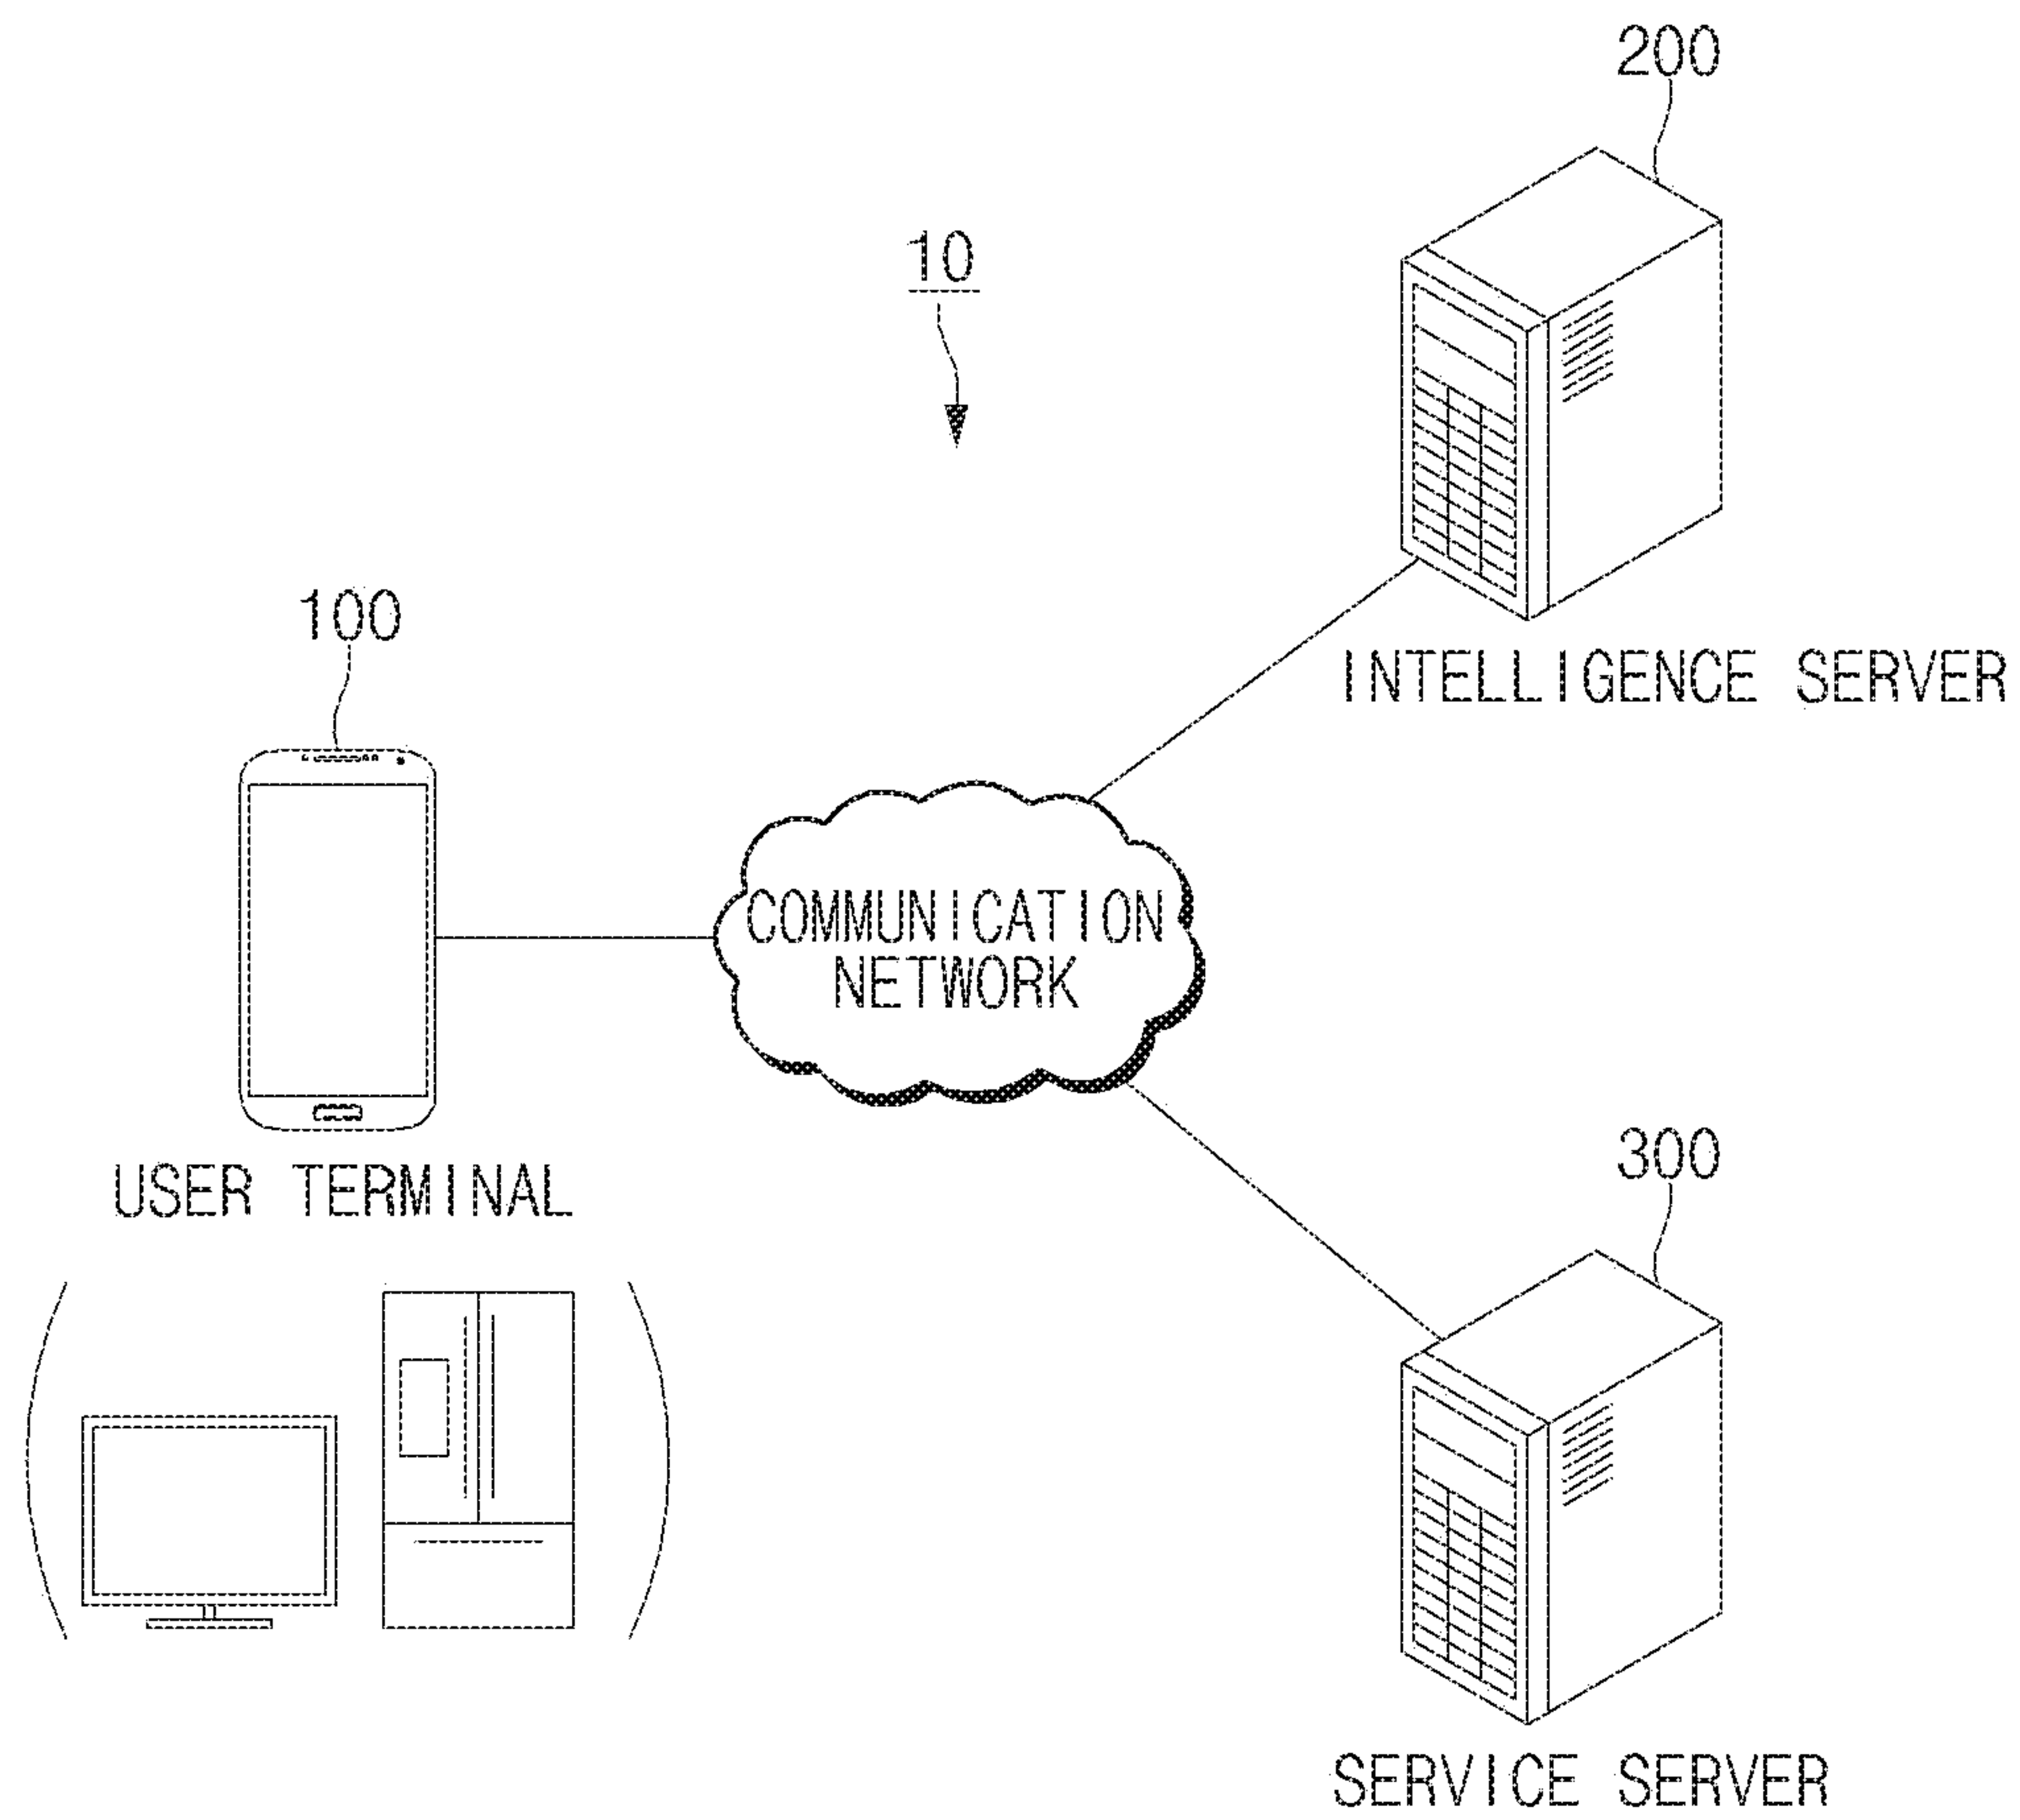 200
10
100
INTELLIGENCE SERVER
COMMUNICATION
NETWORK
300
USER TERMINAL
SERVICE SERVER